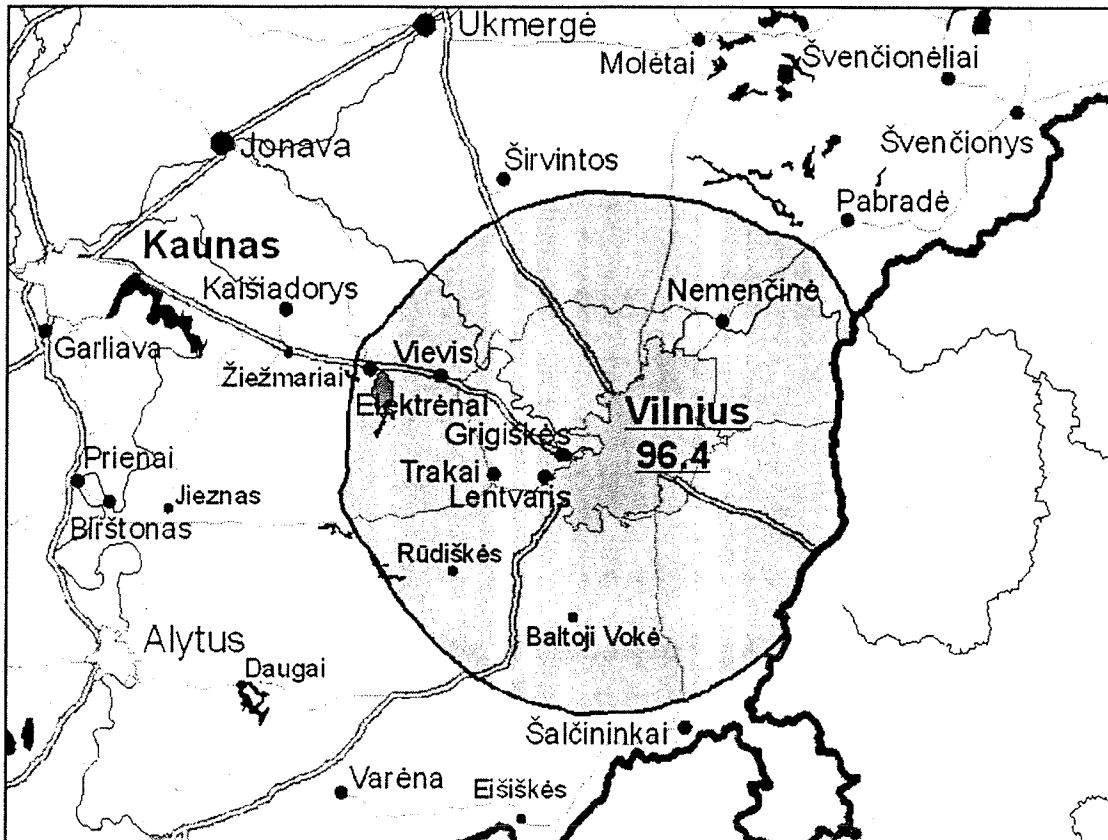 Ukmergė
Molėtai
Švenčionėliai
Jonava
Širvintos
Švenčionys
Pabradė
Kaunas
Kaišiadorys
Nemenčinė
Garliava
Žiežmariai
Vievis
Elektrėnai
Vilnius
96,4
Grigiškės
Prienai
Trakai
Lentvaris
Jieznas
Birštonas
Rūdiškės
Baltoji Vokė
Alytus
Daugai
Šalčininkai
Varėna
Eišiškės